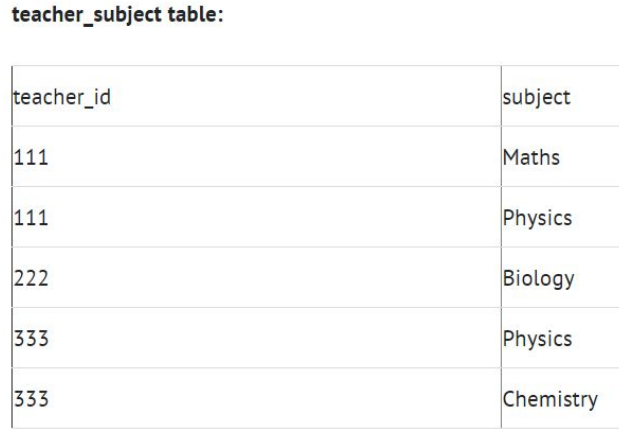 teacher_subject table:
teacher_id subject
111 Maths
111 Physics
222 Biology
333 Physics
333 Chemistry